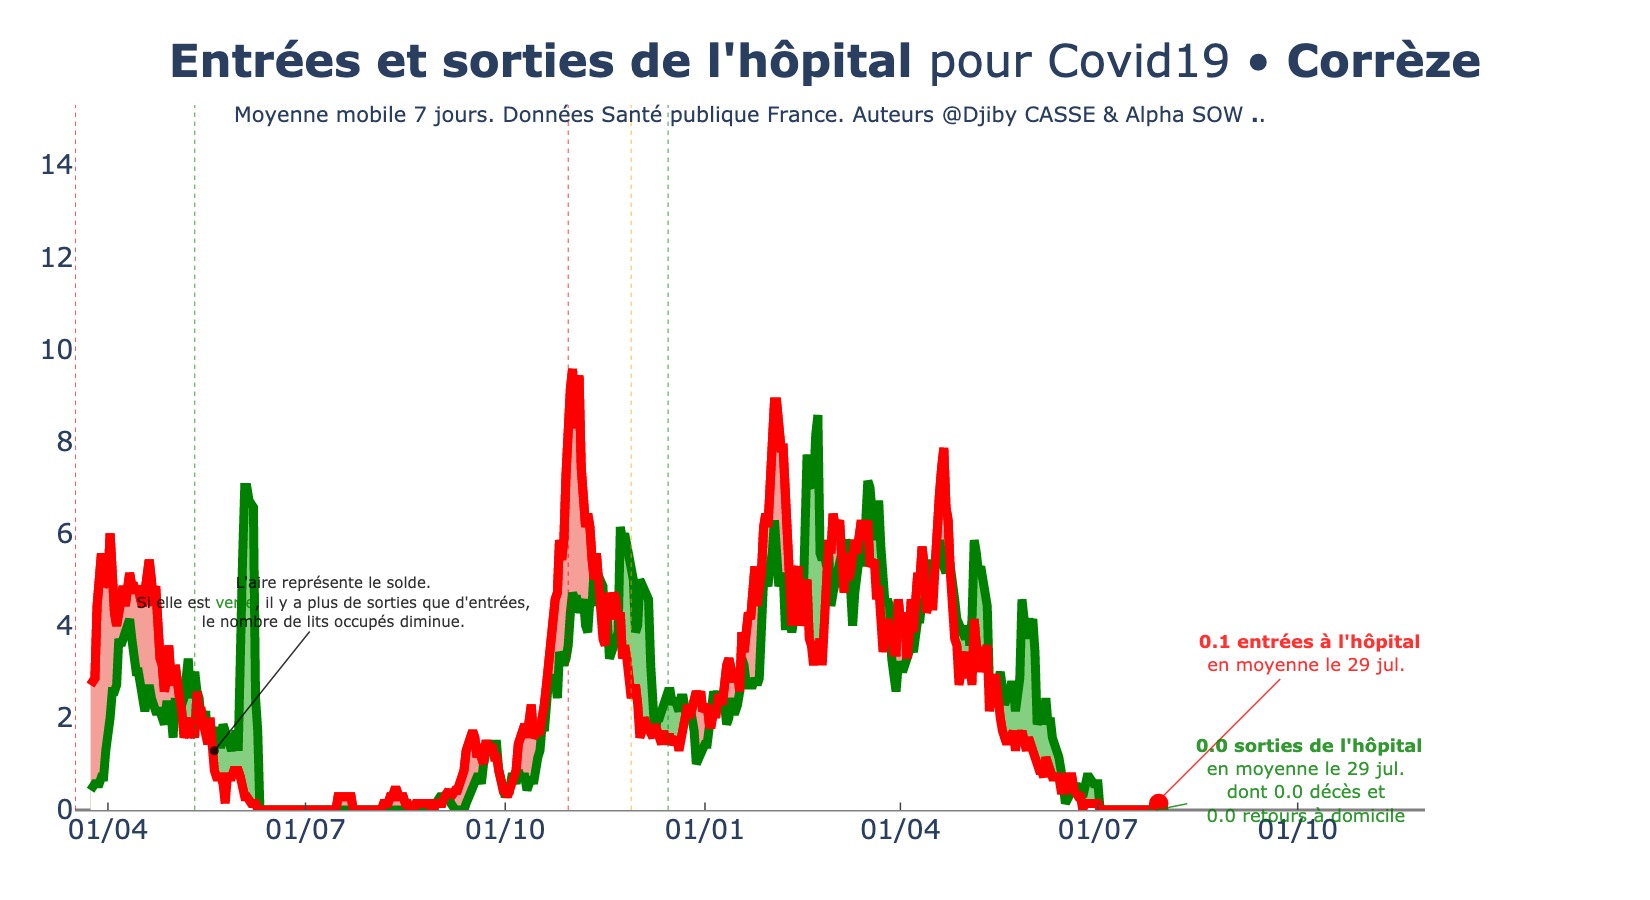 Entrées et sorties de l'hôpital pour Covid19 • Corrèze
Moyenne mobile 7 jours. Données Santé publique France. Auteurs @Djiby CASSE & Alpha SOW ..
14
12
10
8
6
4
2
0
L'aire représente le solde.
Si elle est verte, il y a plus de sorties que d'entrées,
le nombre de lits occupés diminue.
0.1 entrées à l'hôpital
en moyenne le 29 jul.
0.0 sorties de l'hôpital
en moyenne le 29 jul.
dont 0.0 décès et
0.0 retours à domicile
01/04 01/07 01/10 01/01 01/04 01/07 01/10